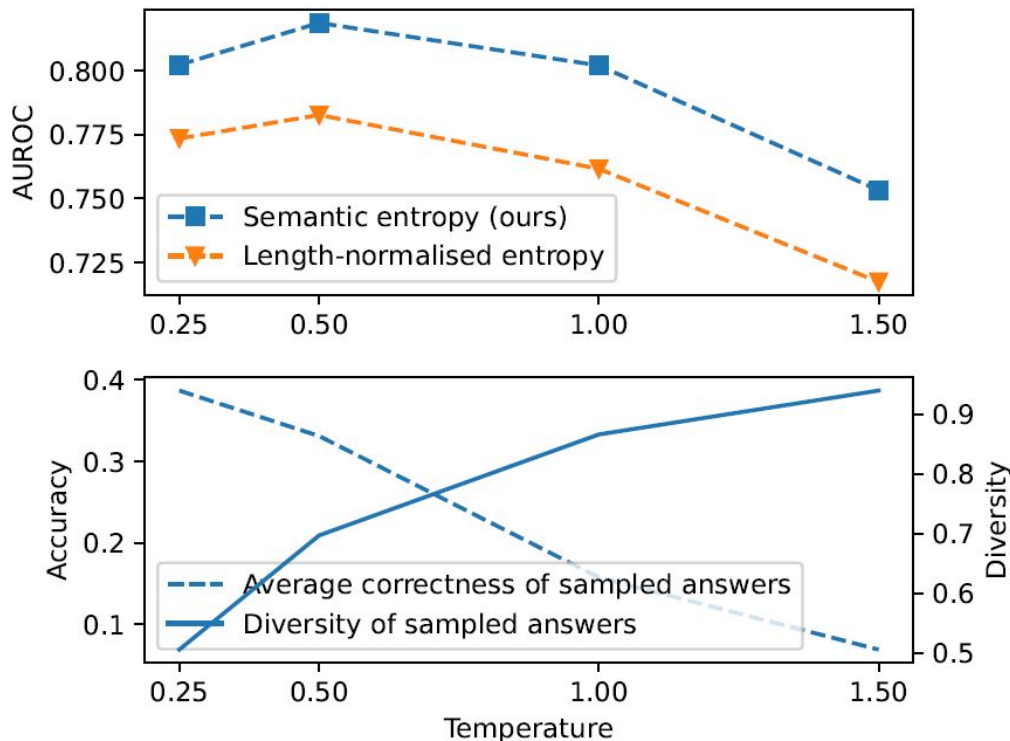 AUROC
0.800
0.775
0.750
0.725
Semantic entropy (ours)
Length-normalised entropy
0.25 0.50 1.00 1.50
Accuracy
0.4
0.3
0.2
0.1
Average correctness of sampled answers
Diversity of sampled answers
0.9
0.8
0.7
0.6
0.5
Diversity
0.25 0.50 1.00 1.50
Temperature